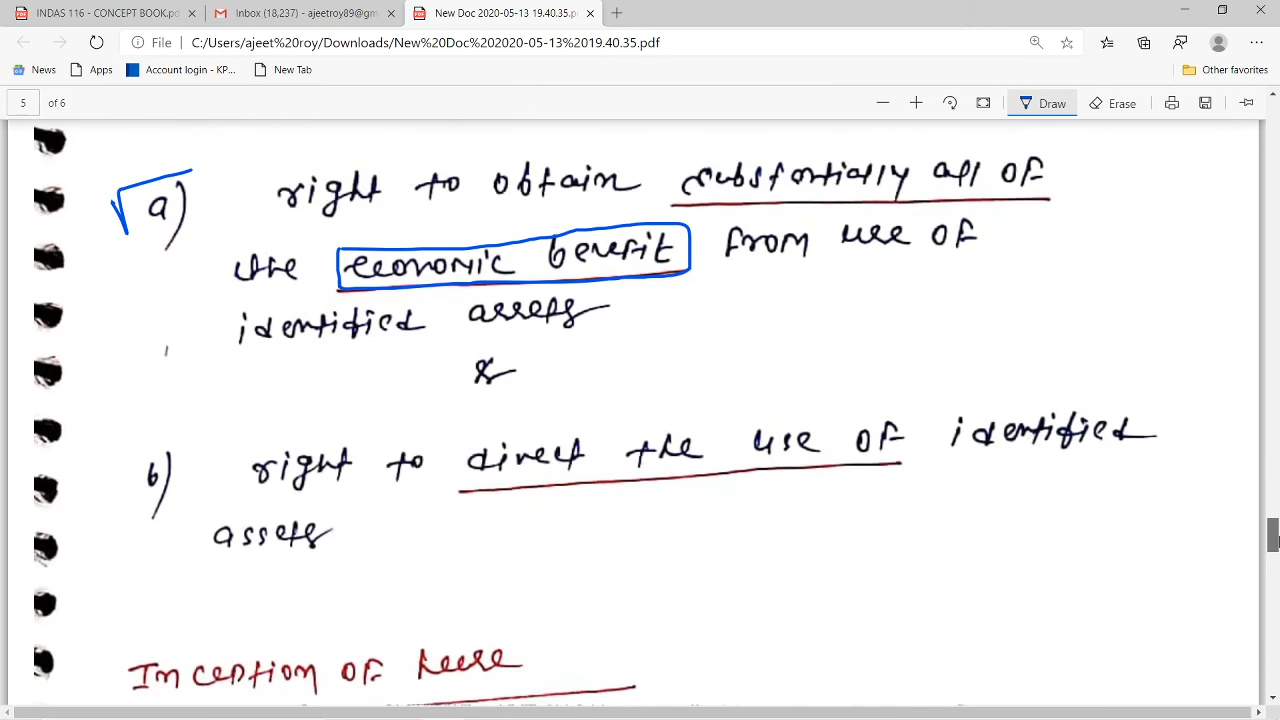 INDAS 116 - CONCEPT BOOK.pdf
Inbox (18,237) - ajeetroy89@gm
New Doc 2020-05-13 19.40.35.p
File
C:/Users/ajeet%20roy/Downloads/New%20Doc%202020-05-13%2019.40.35.pdf
News
Apps
Account login - KP...
New Tab
Other favorites
5 of 6
Draw
Erase
a) right to obtain substantially all of
the economic benefit from use of
identified assets
&
b) right to direct the use of identified
assets
Inception of lease